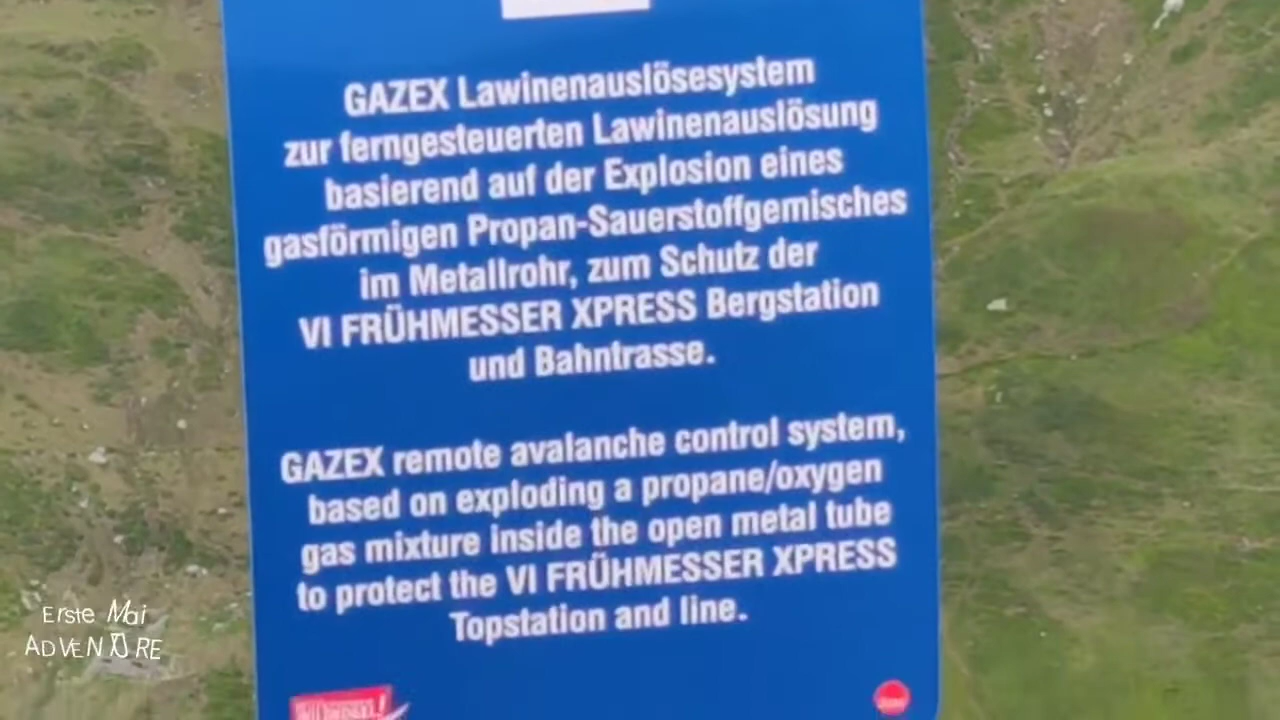 GAZEX Lawinenauslösesystem
zur ferngesteuerten Lawinenauslösung
basierend auf der Explosion eines
gasförmigen Propan-Sauerstoffgemisches
im Metallrohr, zum Schutz der
VI FRÜHMESSER XPRESS Bergstation
und Bahntrasse.
GAZEX remote avalanche control system,
based on exploding a propane/oxygen
gas mixture inside the open metal tube
to protect the VI FRÜHMESSER XPRESS
Topstation and line.
Erste Mai
ADVENTURE